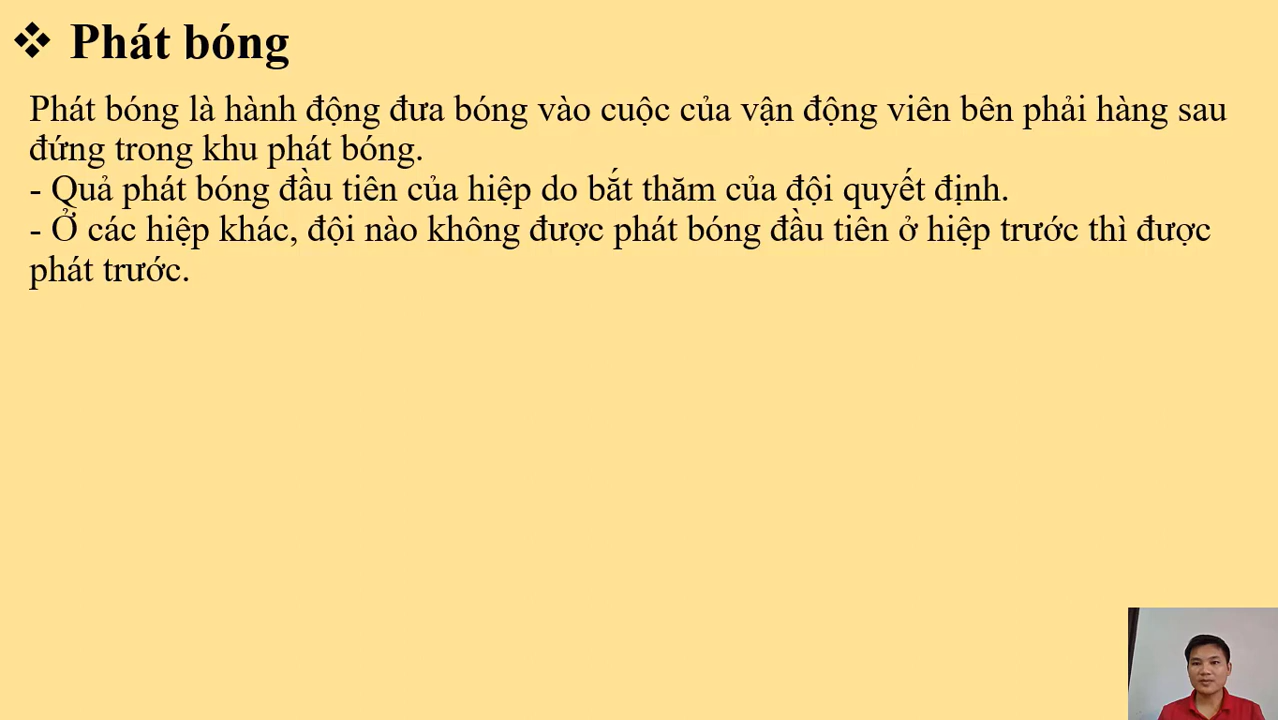 ❖ Phát bóng
Phát bóng là hành động đưa bóng vào cuộc của vận động viên bên phải hàng sau
đứng trong khu phát bóng.
- Quả phát bóng đầu tiên của hiệp do bắt thăm của đội quyết định.
- Ở các hiệp khác, đội nào không được phát bóng đầu tiên ở hiệp trước thì được
phát trước.